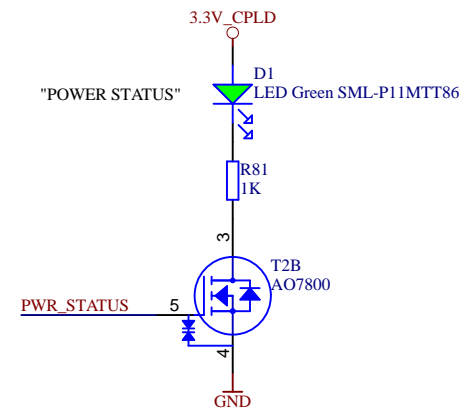 3.3V_CPLD
D1
"POWER STATUS"
LED Green SML-P11MTT86
R81
1K
3
T2B
AO7800
PWR_STATUS
5
4
GND